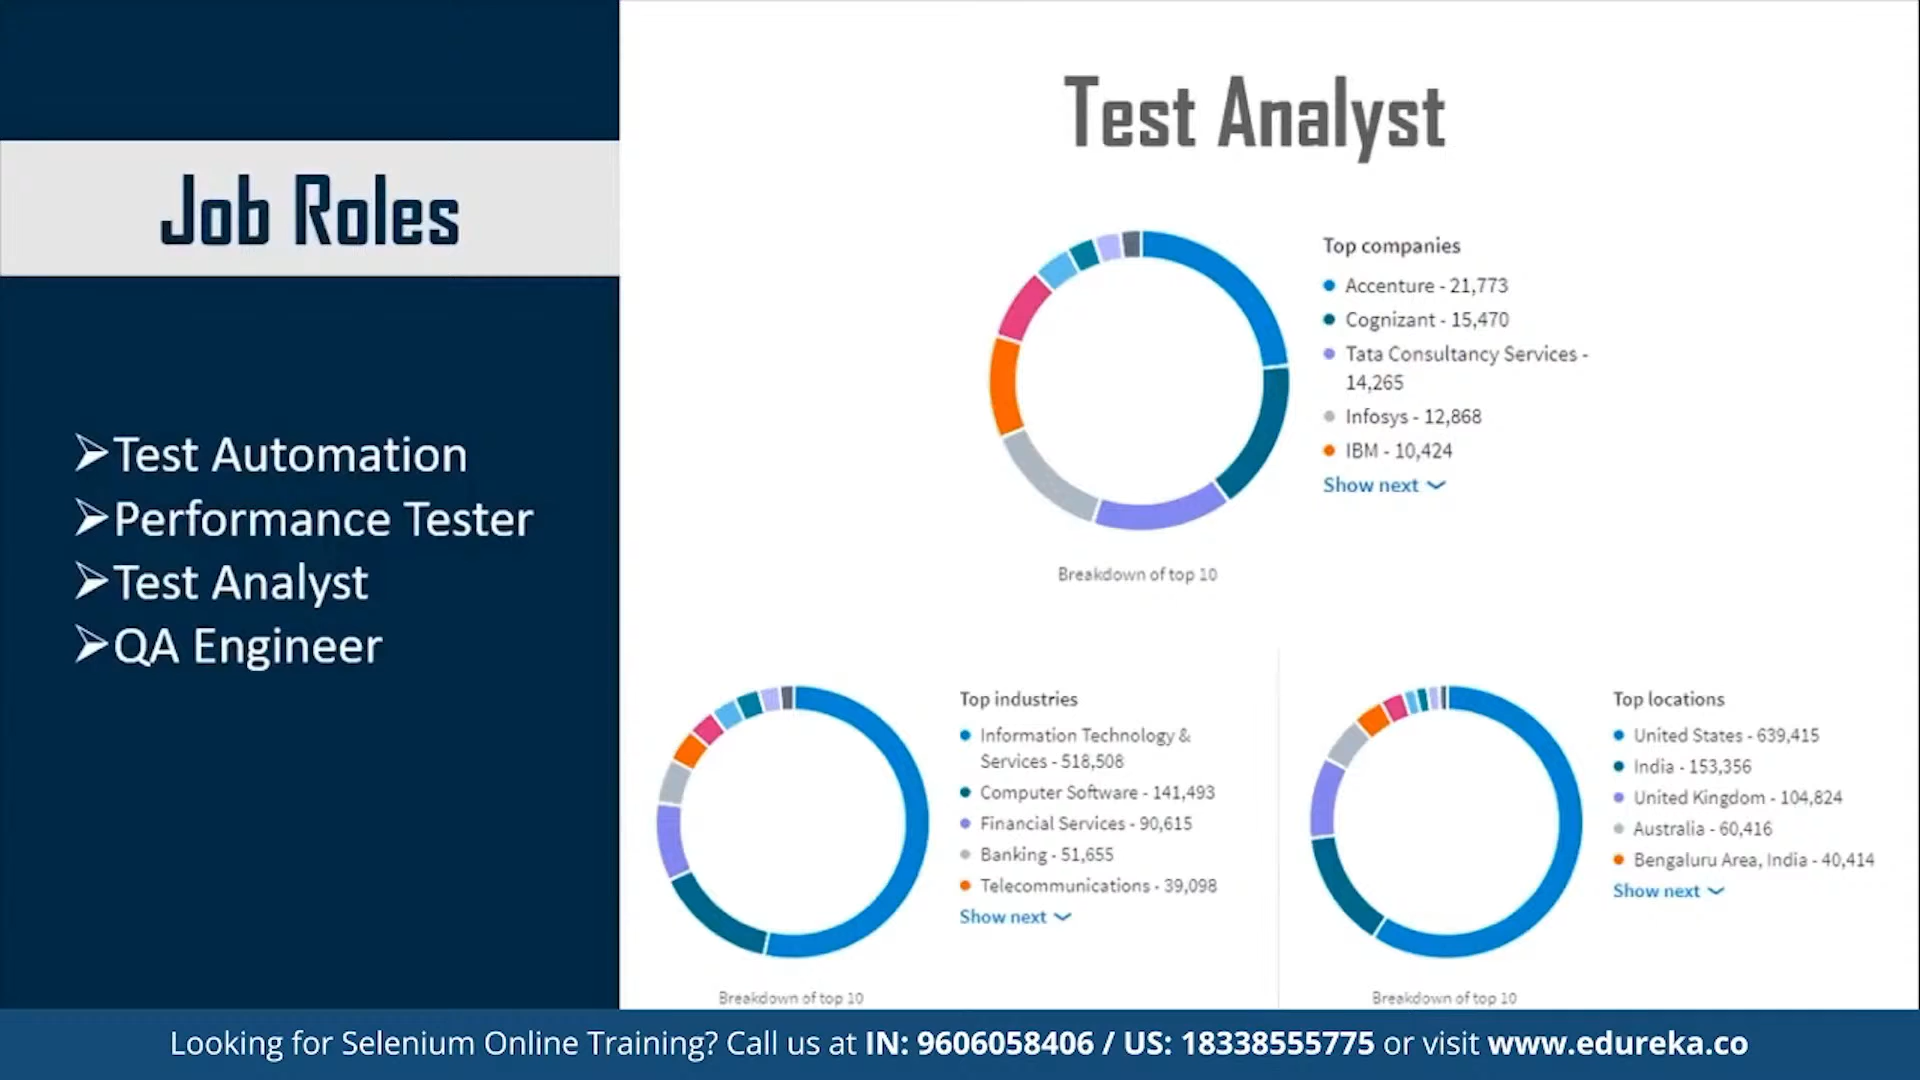 Job Roles
➢Test Automation
➢Performance Tester
➢Test Analyst
➢QA Engineer
Test Analyst
Top companies
Accenture - 21,773
Cognizant - 15,470
Tata Consultancy Services -
14,265
Infosys - 12,868
IBM - 10,424
Show next
Breakdown of top 10
Top industries
Information Technology &
Services - 518,508
Computer Software - 141,493
Financial Services - 90,615
Banking - 51,655
Telecommunications - 39,098
Show next
Breakdown of top 10
Top locations
United States - 639,415
India - 153,356
United Kingdom - 104,824
Australia - 60,416
Bengaluru Area, India - 40,414
Show next
Breakdown of top 10
Looking for Selenium Online Training? Call us at IN: 9606058406 / US: 18338555775 or visit www.edureka.co